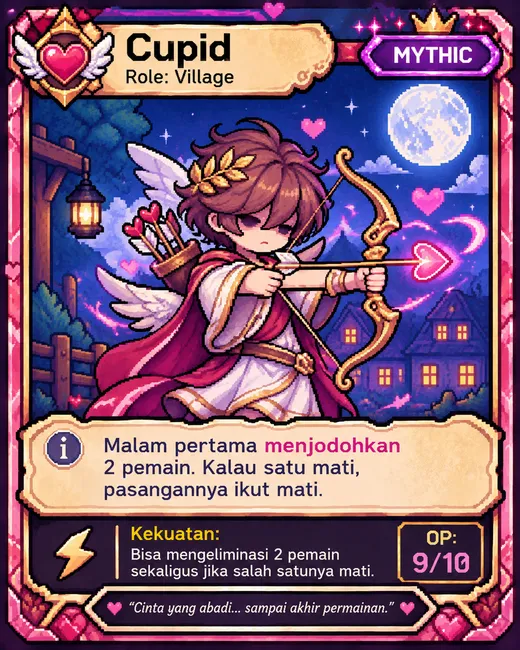 Cupid
Role: Village
MYTHIC
i
Malam pertama menjodohkan
2 pemain. Kalau satu mati,
pasangannya ikut mati.
Kekuatan:
Bisa mengeliminasi 2 pemain
sekaligus jika salah satunya mati.
OP:
9/10
"Cinta yang abadi... sampai akhir permainan."